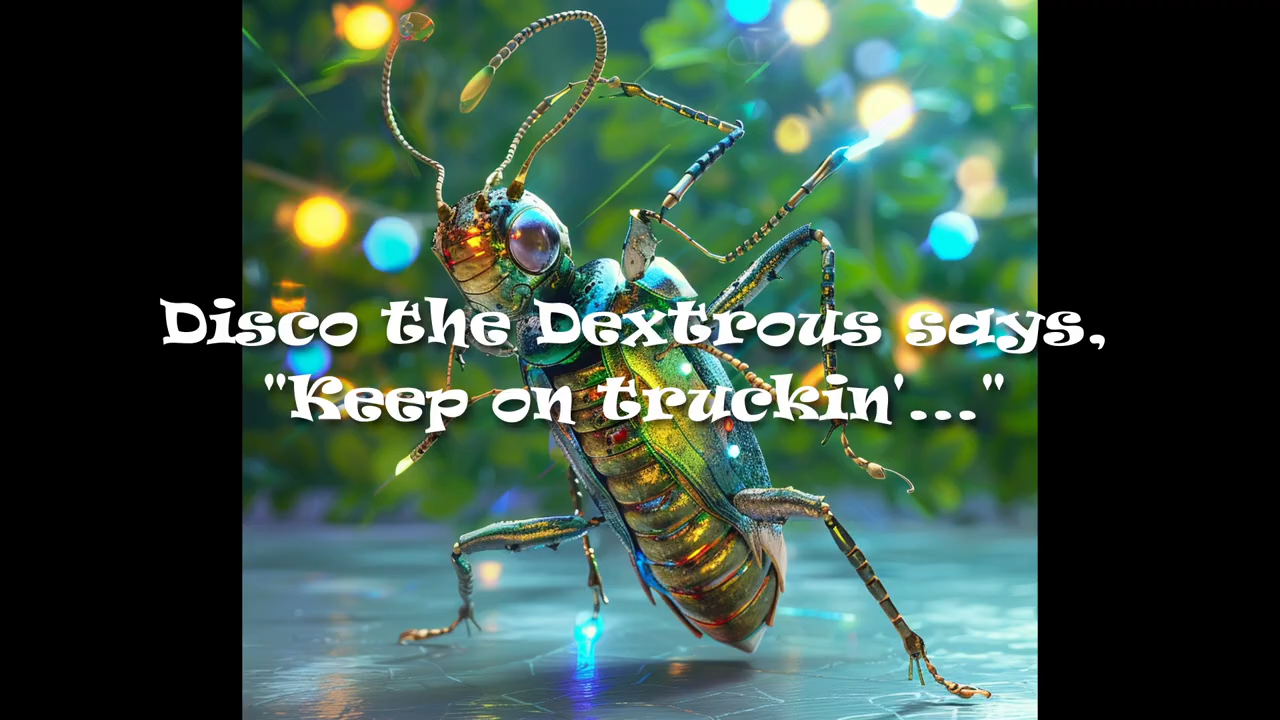 Disco the Dextrous says,
"Keep on truckin'..."